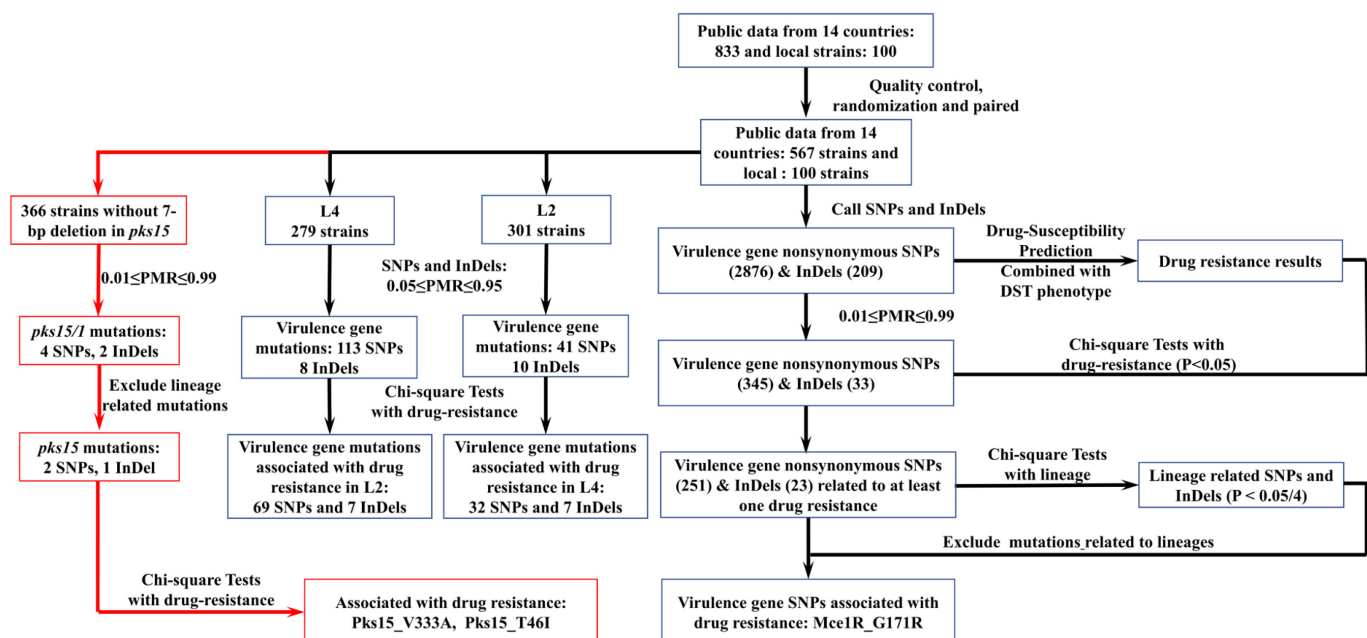 Public data from 14 countries:
833 and local strains: 100
Quality control,
randomization and paired
Public data from 14
countries: 567 strains and
local : 100 strains
366 strains without 7-
bp deletion in pks15
L4
279 strains
L2
301 strains
Call SNPs and InDels
Virulence gene nonsynonymous SNPs
(2876) & InDels (209)
Drug-Susceptibility
Prediction
Combined with
DST phenotype
Drug resistance results
0.01≤PMR≤0.99
SNPs and InDels:
0.05≤PMR≤0.95
0.01≤PMR≤0.99
pks15/1 mutations:
4 SNPs, 2 InDels
Virulence gene
mutations: 113 SNPs
8 InDels
Virulence gene
mutations: 41 SNPs
10 InDels
Virulence gene nonsynonymous SNPs
(345) & InDels (33)
Chi-square Tests with
drug-resistance (P<0.05)
Exclude lineage
related mutations
Chi-square Tests
with drug-resistance
pks15 mutations:
2 SNPs, 1 InDel
Virulence gene mutations
associated with drug
resistance in L2:
69 SNPs and 7 InDels
Virulence gene mutations
associated with drug
resistance in L4:
32 SNPs and 7 InDels
Virulence gene nonsynonymous SNPs
(251) & InDels (23) related to at least
one drug resistance
Chi-square Tests
with lineage
Lineage related SNPs and
InDels (P < 0.05/4)
Exclude mutations related to lineages
Chi-square Tests
with drug-resistance
Associated with drug resistance:
Pks15_V333A, Pks15_T46I
Virulence gene SNPs associated with
drug resistance: Mce1R_G171R